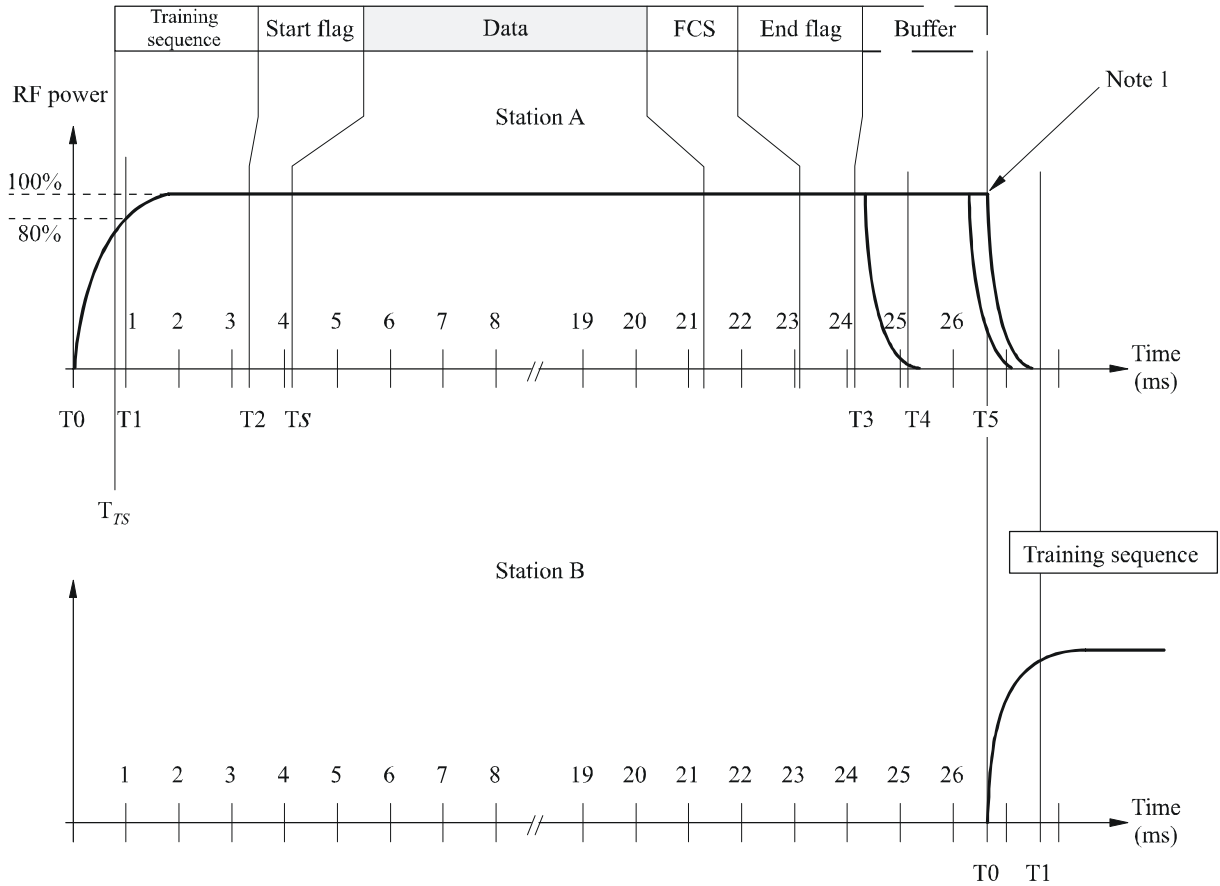 Training sequence Start flag Data FCS End flag Buffer
RF power
Station A
Note 1
100%
80%
1 2 3 4 5 6 7 8 19 20 21 22 23 24 25 26
Time (ms)
T0 T1 T2 Ts T3 T4 T5
T_TS
Training sequence
Station B
1 2 3 4 5 6 7 8 19 20 21 22 23 24 25 26
Time (ms)
T0 T1